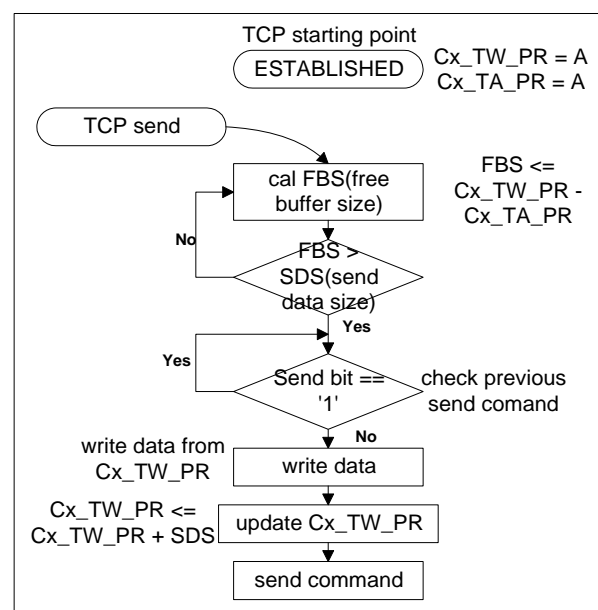 TCP starting point
ESTABLISHED
Cx_TW_PR = A
Cx_TA_PR = A
TCP send
cal FBS(free
buffer size)
FBS <=
Cx_TW_PR -
Cx_TA_PR
No
FBS >
SDS(send
data size)
Yes
Yes
Send bit ==
'1'
check previous
send comand
No
write data from
Cx_TW_PR
write data
Cx_TW_PR <=
Cx_TW_PR + SDS
update Cx_TW_PR
send command